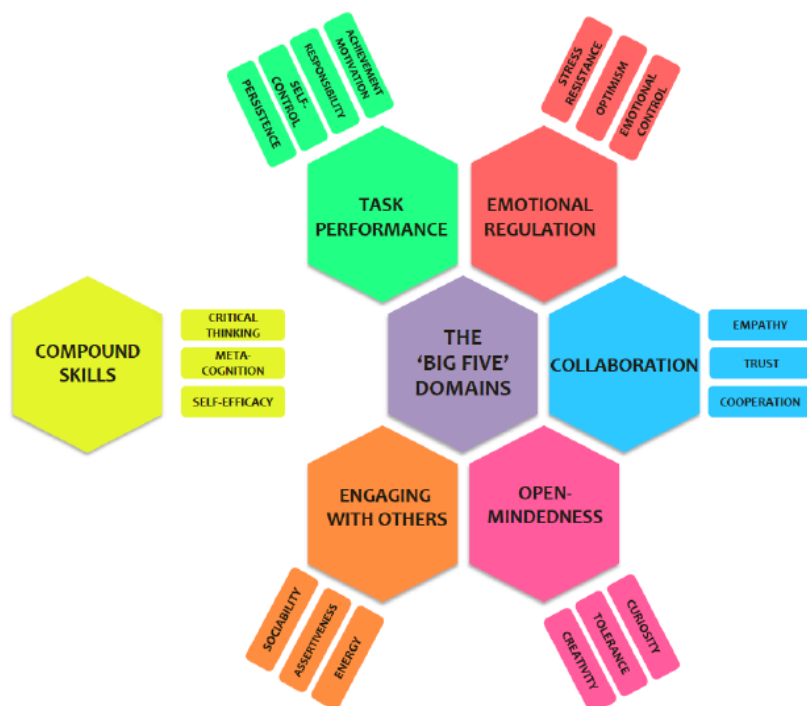 PERSISTENCE
SELF-
CONTROL
RESPONSIBILITY
ACHIEVEMENT
MOTIVATION
STRESS
RESISTANCE
OPTIMISM
EMOTIONAL
CONTROL
TASK
PERFORMANCE
EMOTIONAL
REGULATION
COMPOUND
SKILLS
CRITICAL
THINKING
META-
COGNITION
SELF-EFFICACY
THE
‘BIG FIVE’
DOMAINS
COLLABORATION
EMPATHY
TRUST
COOPERATION
ENGAGING
WITH OTHERS
OPEN-
MINDEDNESS
SOCIABILITY
ASSERTIVENESS
ENERGY
CREATIVITY
TOLERANCE
CURIOSITY